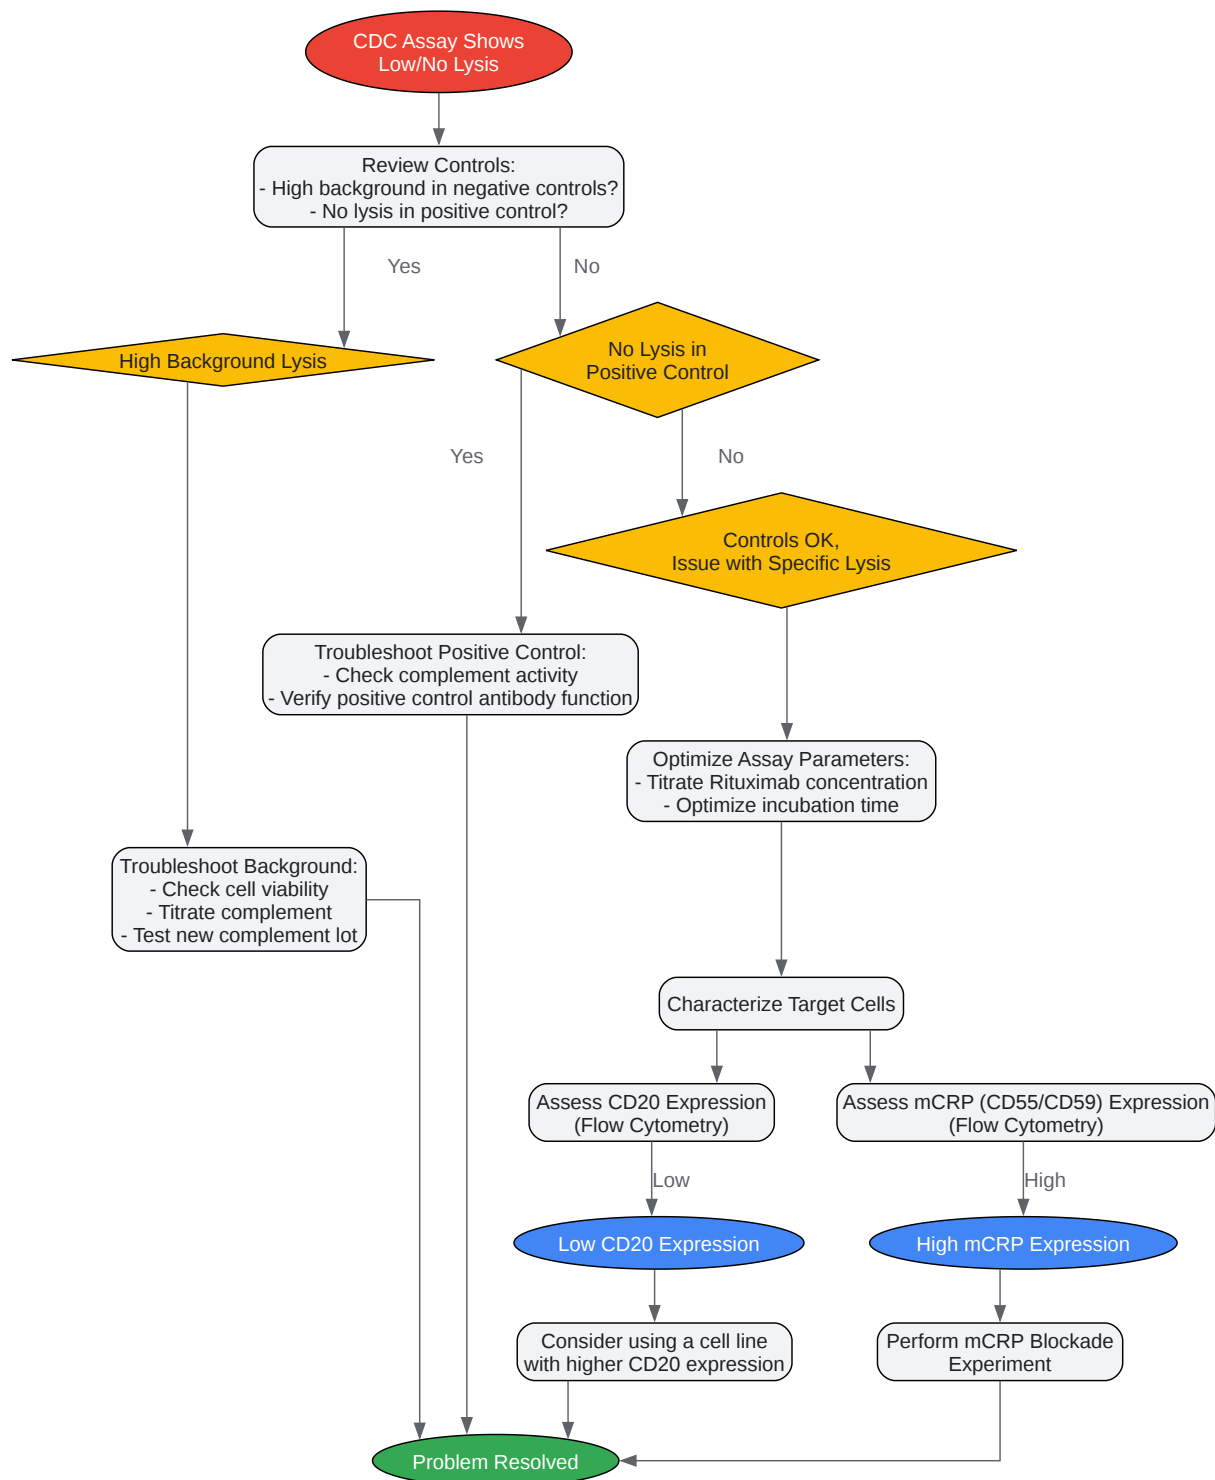 CDC Assay Shows
Low/No Lysis
Review Controls:
- High background in negative controls?
- No lysis in positive control?
Yes
No
High Background Lysis
No Lysis in
Positive Control
Yes
No
Controls OK,
Issue with Specific Lysis
Troubleshoot Positive Control:
- Check complement activity
- Verify positive control antibody function
Optimize Assay Parameters:
- Titrate Rituximab concentration
- Optimize incubation time
Troubleshoot Background:
- Check cell viability
- Titrate complement
- Test new complement lot
Characterize Target Cells
Assess CD20 Expression
(Flow Cytometry)
Assess mCRP (CD55/CD59) Expression
(Flow Cytometry)
Low
High
Low CD20 Expression
High mCRP Expression
Consider using a cell line
with higher CD20 expression
Perform mCRP Blockade
Experiment
Problem Resolved